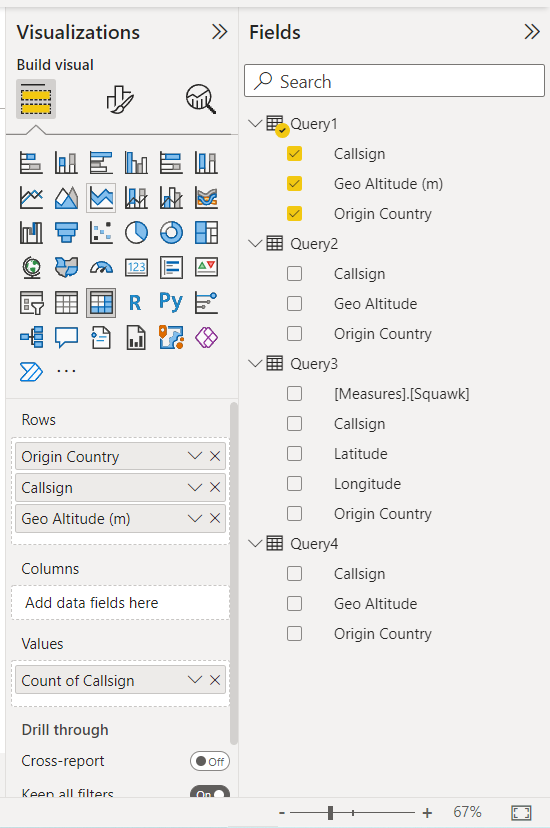 Visualizations
Build visual
123
R
Py
Rows
Origin Country
Callsign
Geo Altitude (m)
Columns
Add data fields here
Values
Count of Callsign
Drill through
Cross-report
Off
Keep all filters
On
Fields
Search
Query1
Callsign
Geo Altitude (m)
Origin Country
Query2
Callsign
Geo Altitude
Origin Country
Query3
[Measures].[Squawk]
Callsign
Latitude
Longitude
Origin Country
Query4
Callsign
Geo Altitude
Origin Country
- + 67%